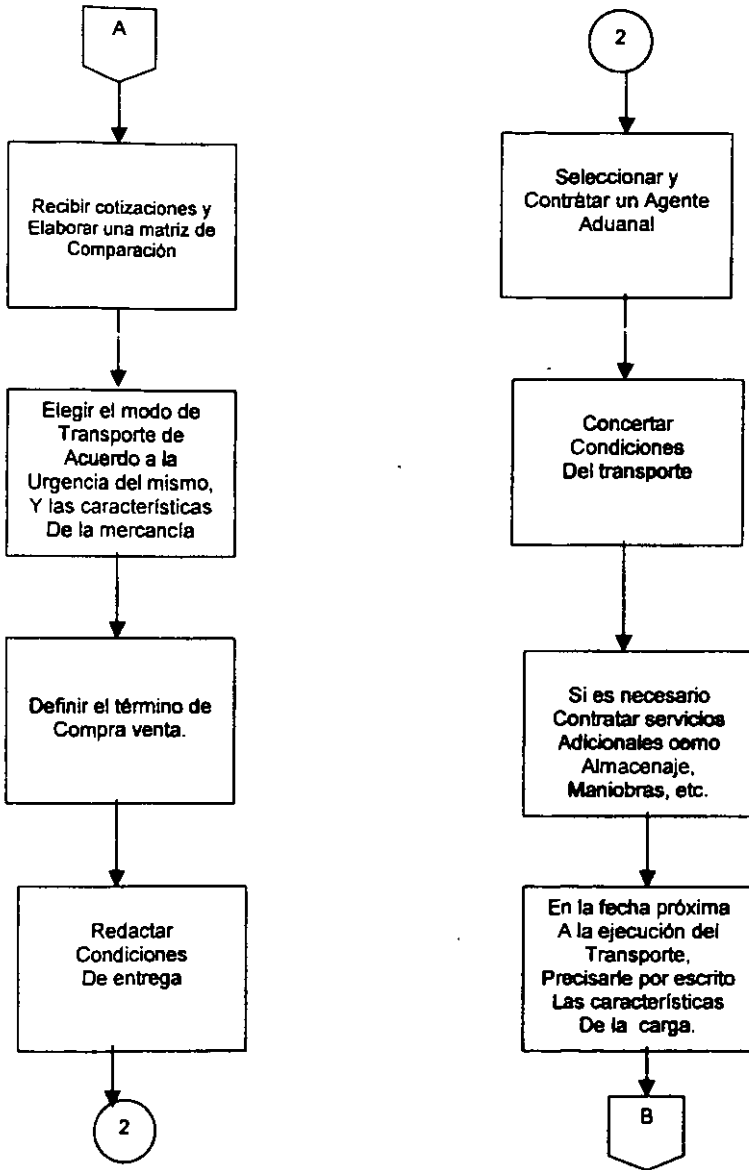 A
Recibir cotizaciones y
Elaborar una matriz de
Comparación
Elegir el modo de
Transporte de
Acuerdo a la
Urgencia del mismo,
Y las características
De la mercancía
Definir el término de
Compra venta.
Redactar
Condiciones
De entrega
2
2
Seleccionar y
Contratar un Agente
Aduanal
Concertar
Condiciones
Del transporte
Si es necesario
Contratar servicios
Adicionales como
Almacenaje,
Maniobras, etc.
En la fecha próxima
A la ejecución del
Transporte,
Precisarle por escrito
Las características
De la carga.
B